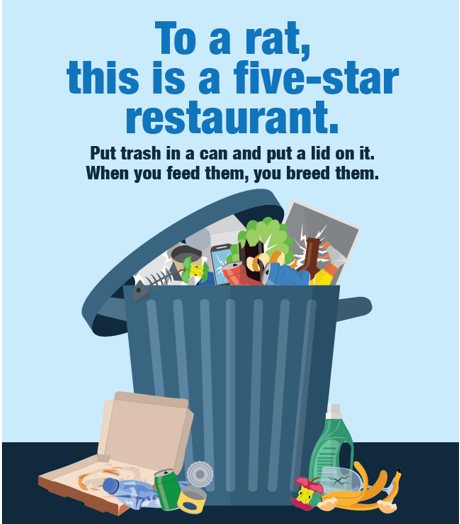 To a rat,
this is a five-star
restaurant.
Put trash in a can and put a lid on it.
When you feed them, you breed them.